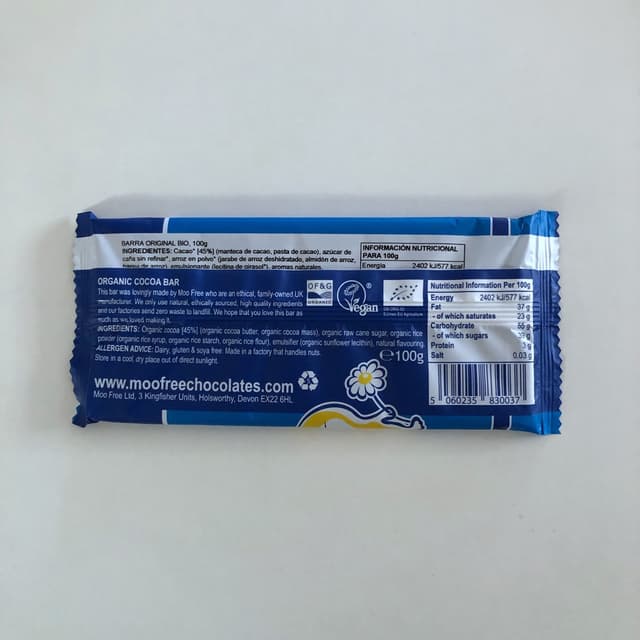 BARRA ORIGINAL BIO, 100g
INGREDIENTES: Cacao* [45%] (manteca de cacao, pasta de cacao), azúcar de
caña sin refinar*, arroz en polvo* (jarabe de arroz deshidratado, almidón de arroz,
harina de arroz), emulsionante (lecitina de girasol*), aromas naturales.
INFORMACIÓN NUTRICIONAL
PARA 100g
Energía 2402 kJ/577 kcal
ORGANIC COCOA BAR
This bar was lovingly made by Moo Free who are an ethical, family-owned UK
manufacturer. We only use natural, ethically sourced, high quality ingredients
and our factories send zero waste to landfill. We hope that you love this bar as
much as we loved making it.
INGREDIENTS: Organic cocoa [45%] (organic cocoa butter, organic cocoa mass), organic raw cane sugar, organic rice
powder (organic rice syrup, organic rice starch, organic rice flour), emulsifier (organic sunflower lecithin), natural flavouring.
ALLERGEN ADVICE: Dairy, gluten & soya free. Made in a factory that handles nuts.
Store in a cool, dry place out of direct sunlight.
OF&G
ORGANIC
Vegan
®
Nutritional Information Per 100g
Energy 2402 kJ/577 kcal
Fat 37 g
- of which saturates 23 g
Carbohydrate 55 g
- of which sugars
Protein 3 g
Salt 0.03 g
℮100g
www.moofreechocolates.com
Moo Free Ltd, 3 Kingfisher Units, Holsworthy, Devon EX22 6HL
5 060235 830037